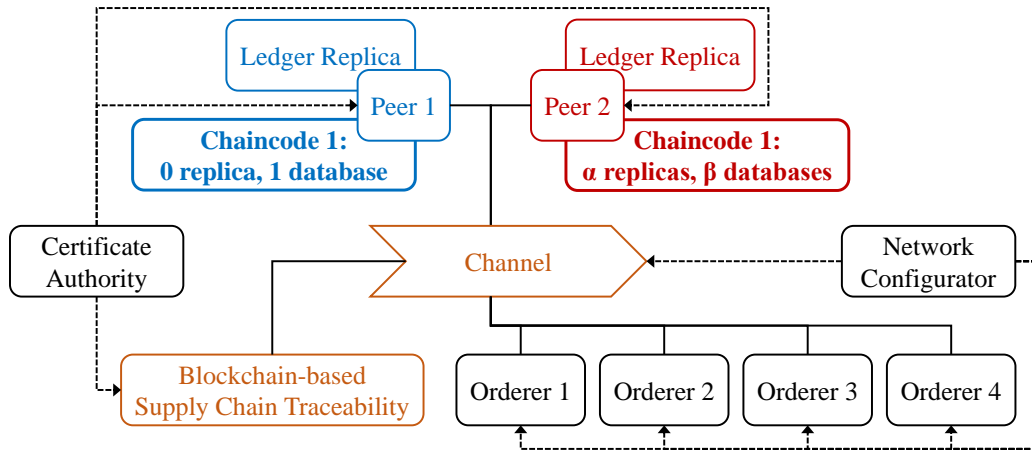 Ledger Replica
Ledger Replica
Peer 1
Peer 2
Chaincode 1:
0 replica, 1 database
Chaincode 1:
α replicas, β databases
Certificate
Authority
Channel
Network
Configurator
Blockchain-based
Supply Chain Traceability
Orderer 1
Orderer 2
Orderer 3
Orderer 4